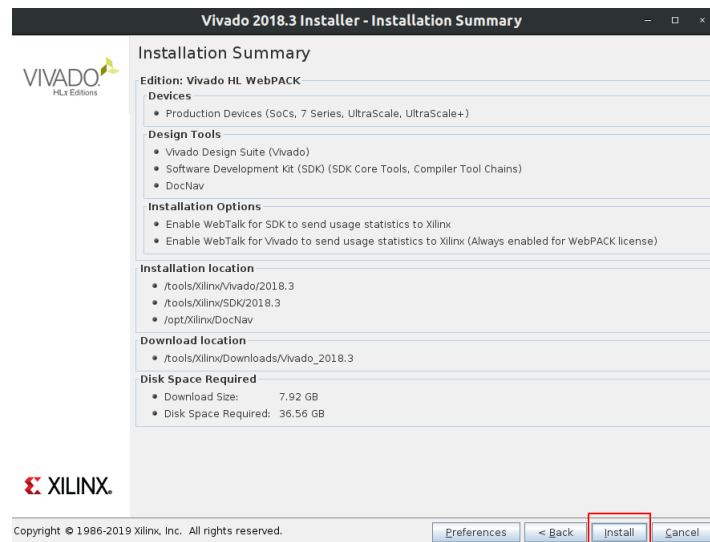 Vivado 2018.3 Installer - Installation Summary
VIVADO.
HLx Editions
Installation Summary
Edition: Vivado HL WebPACK
Devices
Production Devices (SoCs, 7 Series, UltraScale, UltraScale+)
Design Tools
Vivado Design Suite (Vivado)
Software Development Kit (SDK) (SDK Core Tools, Compiler Tool Chains)
DocNav
Installation Options
Enable WebTalk for SDK to send usage statistics to Xilinx
Enable WebTalk for Vivado to send usage statistics to Xilinx (Always enabled for WebPACK license)
Installation location
/tools/Xilinx/Vivado/2018.3
/tools/Xilinx/SDK/2018.3
/opt/Xilinx/DocNav
Download location
/tools/Xilinx/Downloads/Vivado_2018.3
Disk Space Required
Download Size: 7.92 GB
Disk Space Required: 36.56 GB
XILINX.
Copyright © 1986-2019 Xilinx, Inc. All rights reserved.
Preferences < Back Install Cancel